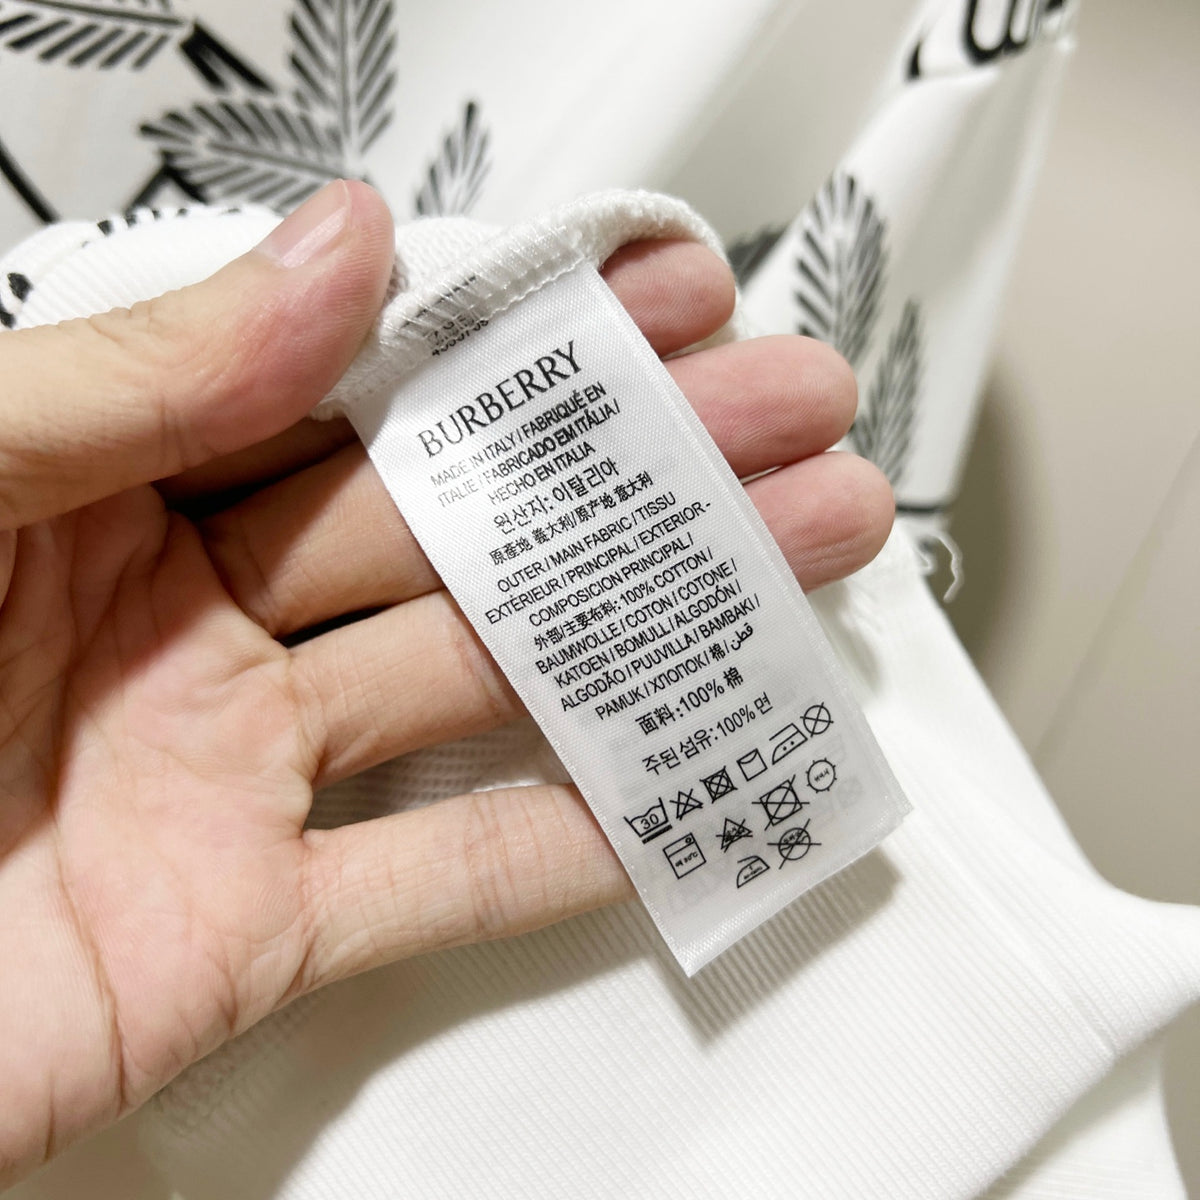 BURBERRY
MADE IN ITALY / FABRIQUÉ EN
ITALIE / FABRICADO EM ITÁLIA /
HECHO EN ITALIA
원산지: 이탈리아
原產地 義大利 / 原产地 意大利
OUTER / MAIN FABRIC / TISSU
EXTERIEUR / PRINCIPAL / EXTERIOR -
COMPOSICION PRINCIPAL /
外部/主要布料: 100% COTTON /
BAUMWOLLE / COTON / COTONE /
KATOEN / BOMULL / ALGODÓN /
ALGODÃO / PUUVILLA / BAMBAKI /
PAMUK / ХЛОПОК / 棉 / قطن
面料:100% 棉
주된 섬유: 100% 면
30